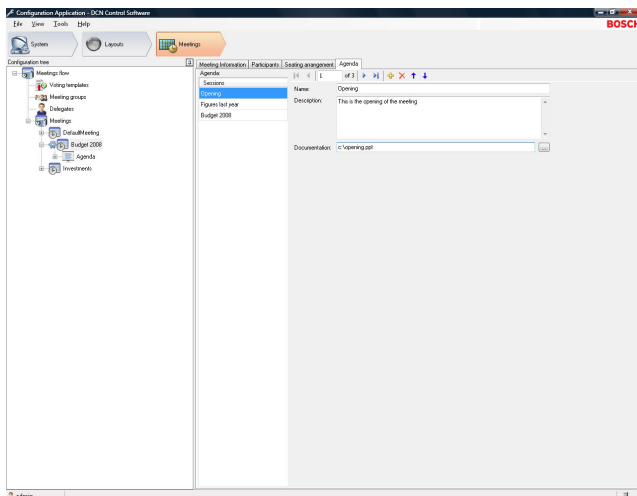 Configuration Application - DCN Control Software
File View Tools Help
BOSCH
System Layouts Meetings
Configuration tree
Meeting Information Participants Seating arrangement Agenda
Meetings flow
Voting templates
Meeting groups
Delegates
Meetings
DefaultMeeting
Budget 2008
Agenda
Investments
Agenda:
Sessions
Opening
Figures last year
Budget 2008
1 of 3
Name: Opening
Description: This is the opening of the meeting
Documentation: c:\opening.ppt ...
admin